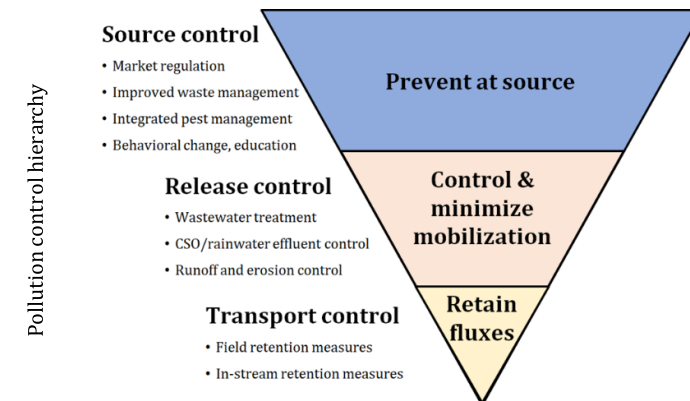 Pollution control hierarchy
Source control
• Market regulation
• Improved waste management
• Integrated pest management
• Behavioral change, education
Prevent at source
Release control
• Wastewater treatment
• CSO/rainwater effluent control
• Runoff and erosion control
Control &
minimize
mobilization
Transport control
• Field retention measures
• In-stream retention measures
Retain
fluxes